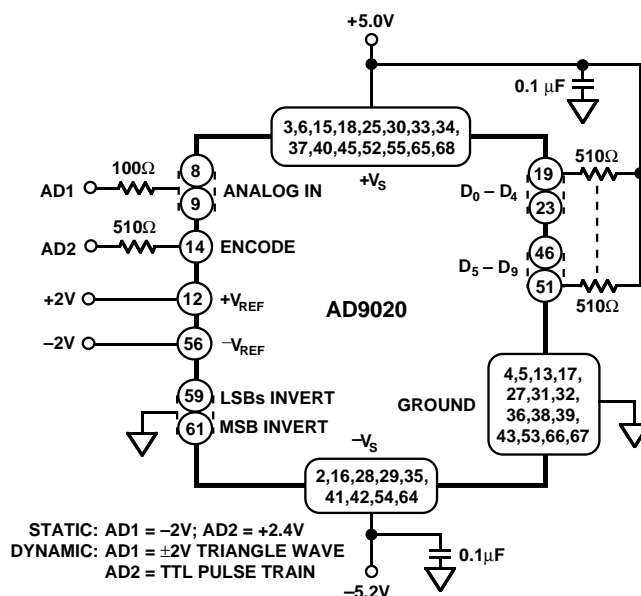 +5.0V
0.1 µF
3,6,15,18,25,30,33,34,
37,40,45,52,55,65,68
+VS
AD1
100Ω
8
9
ANALOG IN
19
D0 – D4
23
510Ω
AD2
510Ω
14
ENCODE
46
D5 – D9
51
510Ω
+2V
12
+VREF
AD9020
–2V
56
–VREF
59
LSBs INVERT
61
MSB INVERT
GROUND
4,5,13,17,
27,31,32,
36,38,39,
43,53,66,67
–VS
2,16,28,29,35,
41,42,54,64
STATIC: AD1 = –2V; AD2 = +2.4V
DYNAMIC: AD1 = ±2V TRIANGLE WAVE
AD2 = TTL PULSE TRAIN
0.1µF
–5.2V